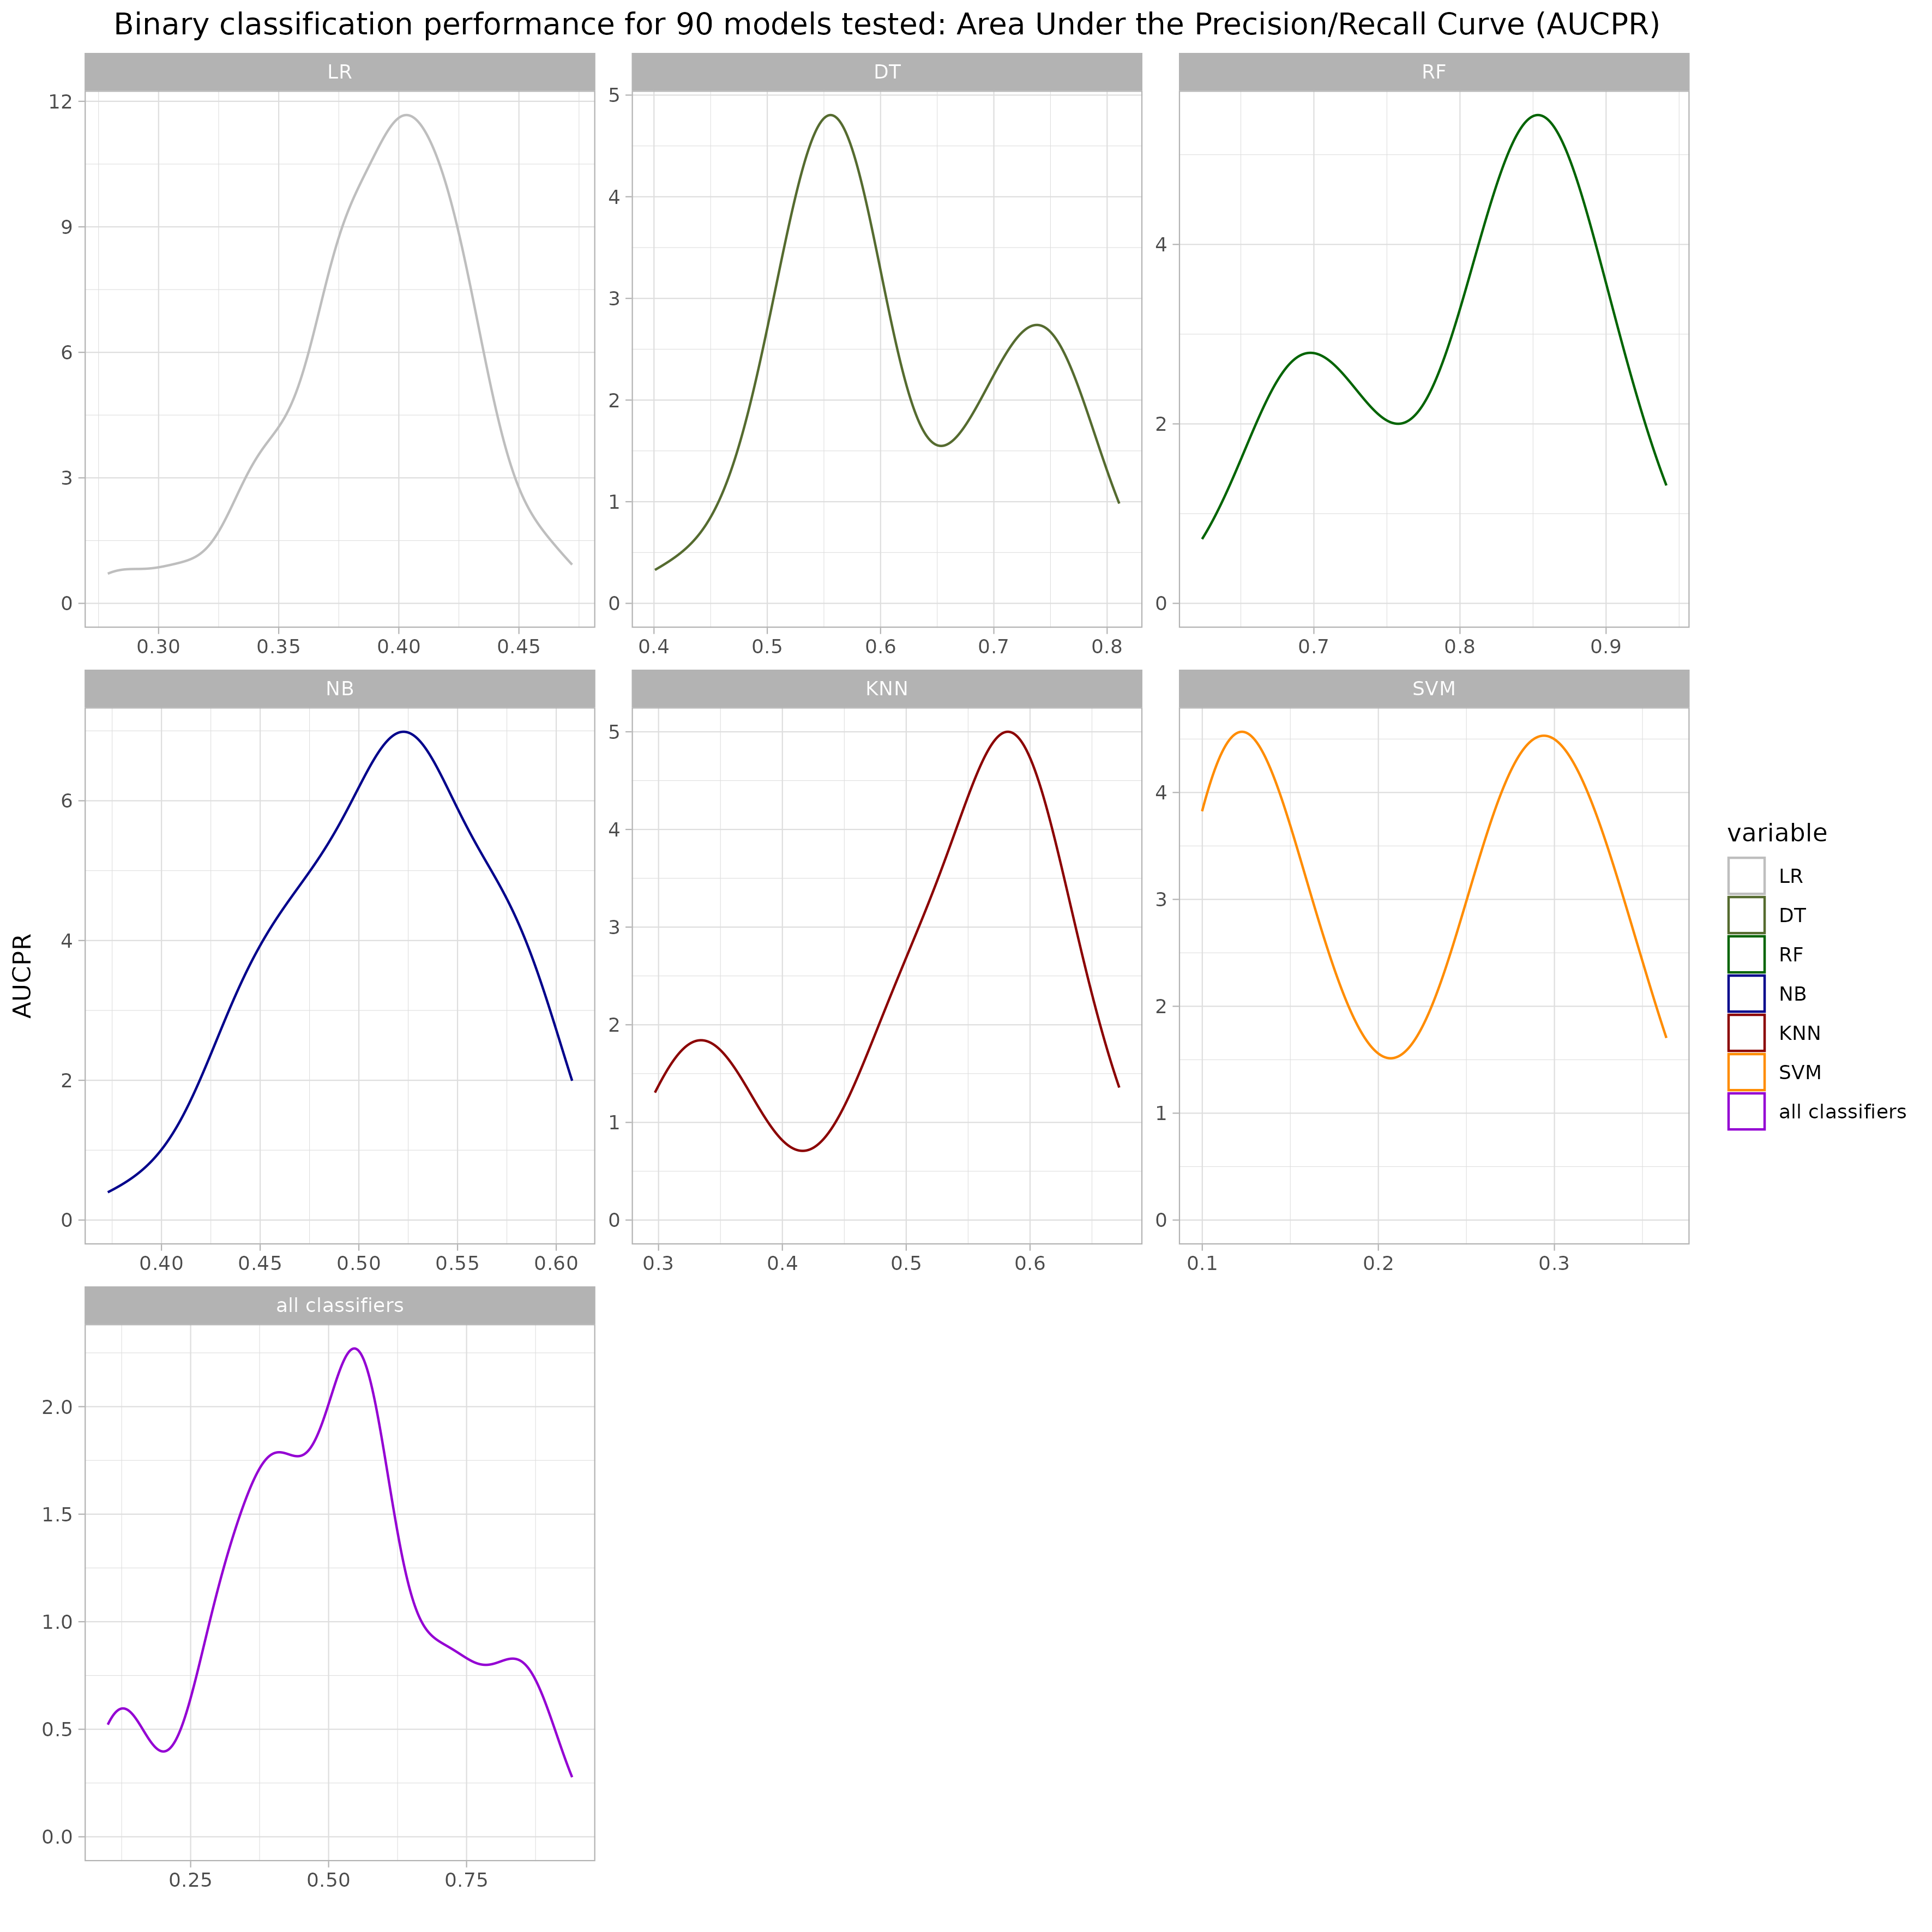 Binary classification performance for 90 models tested: Area Under the Precision/Recall Curve (AUCPR)
LR
12
9
6
3
0
0.30 0.35 0.40 0.45
DT
5
4
3
2
1
0
0.4 0.5 0.6 0.7 0.8
RF
4
2
0
0.7 0.8 0.9
NB
6
4
2
0
0.40 0.45 0.50 0.55 0.60
KNN
5
4
3
2
1
0
0.3 0.4 0.5 0.6
SVM
4
3
2
1
0
0.1 0.2 0.3
all classifiers
2.0
1.5
1.0
0.5
0.0
0.25 0.50 0.75
AUCPR
variable
LR
DT
RF
NB
KNN
SVM
all classifiers